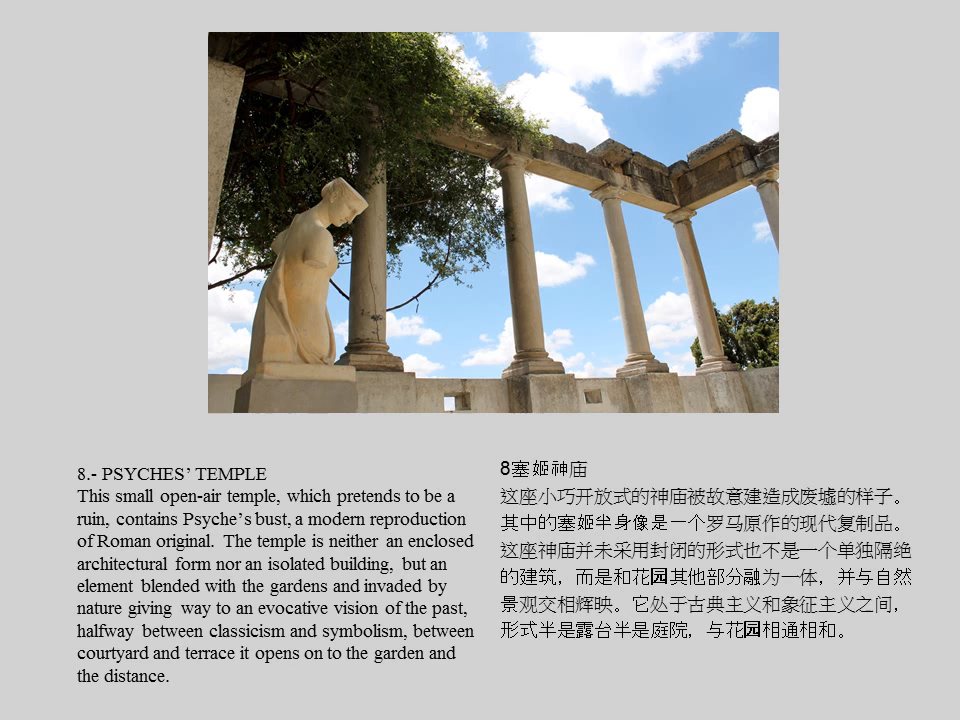 8.- PSYCHES’ TEMPLE
This small open-air temple, which pretends to be a
ruin, contains Psyche’s bust, a modern reproduction
of Roman original. The temple is neither an enclosed
architectural form nor an isolated building, but an
element blended with the gardens and invaded by
nature giving way to an evocative vision of the past,
halfway between classicism and symbolism, between
courtyard and terrace it opens on to the garden and
the distance.
8塞姬神庙
这座小巧开放式的神庙被故意建造成废墟的样子。
其中的塞姬半身像是一个罗马原作的现代复制品。
这座神庙并未采用封闭的形式也不是一个单独隔绝
的建筑，而是和花园其他部分融为一体，并与自然
景观交相辉映。它处于古典主义和象征主义之间，
形式半是露台半是庭院，与花园相通相和。